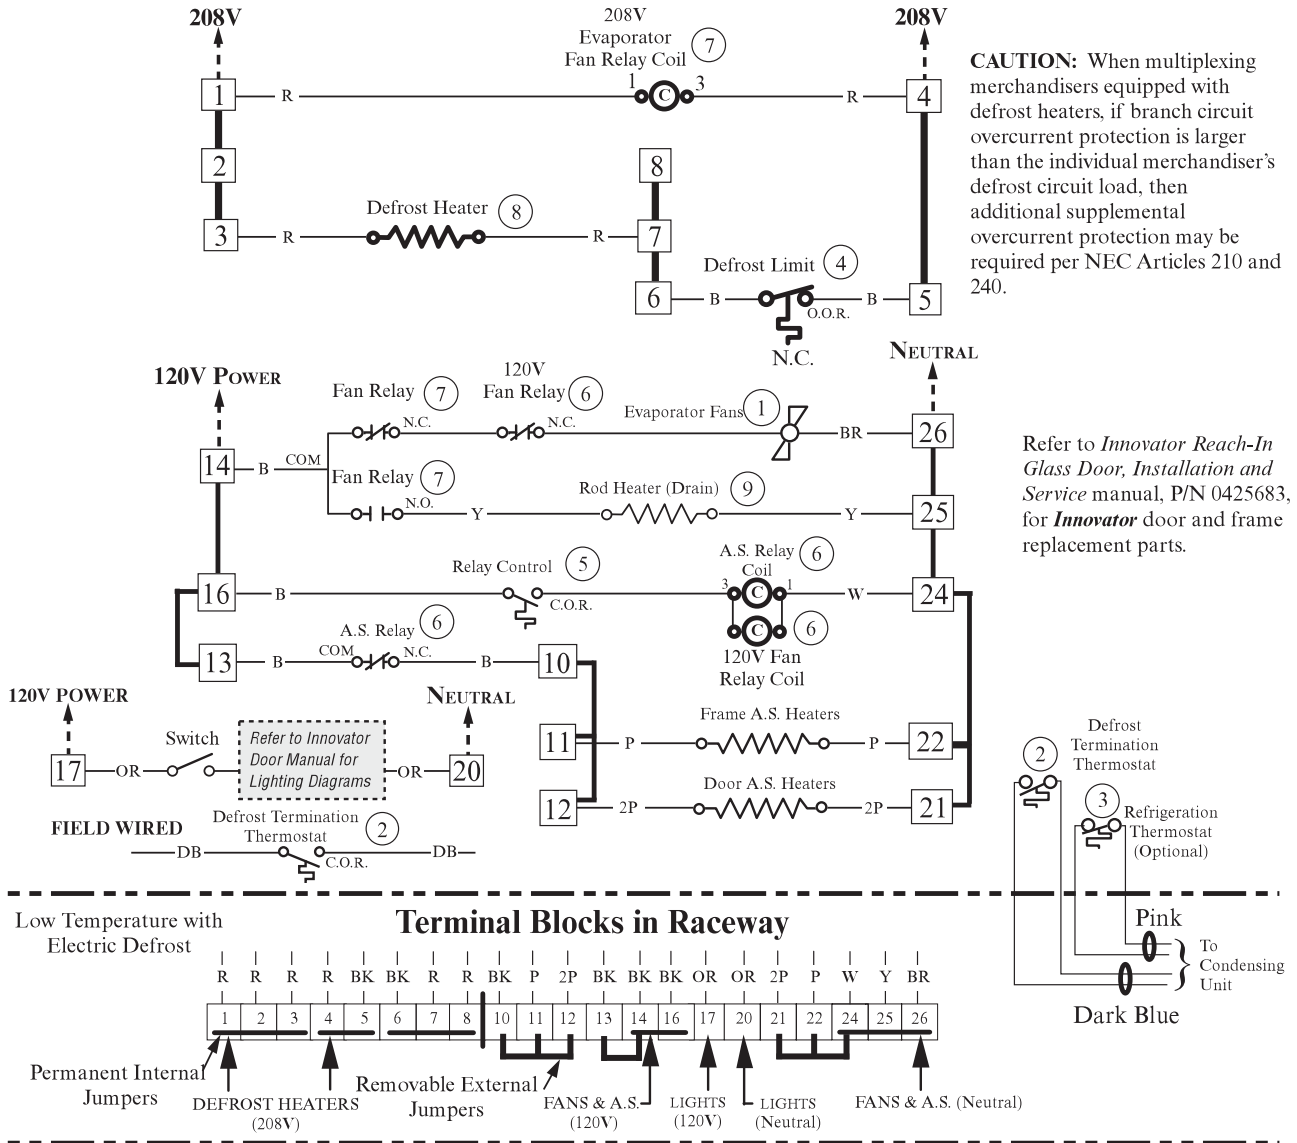 208V
208V
Evaporator
Fan Relay Coil
7
208V
1
R
1
C
3
R
4
CAUTION: When multiplexing
merchandisers equipped with
defrost heaters, if branch circuit
overcurrent protection is larger
than the individual merchandiser's
defrost circuit load, then
additional supplemental
overcurrent protection may be
required per NEC Articles 210 and
240.
2
8
Defrost Heater
8
3
R
R
7
Defrost Limit
4
6
B
O.O.R.
B
5
N.C.
NEUTRAL
120V POWER
Fan Relay
7
N.C.
120V
Fan Relay
6
N.C.
Evaporator Fans
1
BR
26
14
B
COM
Fan Relay
7
N.O.
Y
Rod Heater (Drain)
9
Y
25
Refer to Innovator Reach-In
Glass Door, Installation and
Service manual, P/N 0425683,
for Innovator door and frame
replacement parts.
Relay Control
5
A.S. Relay
Coil
6
16
B
C.O.R.
3
C
1
W
24
C
6
120V Fan
Relay Coil
A.S. Relay
6
13
B
COM
N.C.
B
10
120V POWER
NEUTRAL
Switch
17
OR
Refer to Innovator
Door Manual for
Lighting Diagrams
OR
20
Frame A.S. Heaters
11
P
P
22
Door A.S. Heaters
12
2P
2P
21
FIELD WIRED
Defrost Termination
Thermostat
2
DB
C.O.R.
DB
Defrost
Termination
Thermostat
2
3
Refrigeration
Thermostat
(Optional)
Pink
To
Condensing
Unit
Dark Blue
Low Temperature with
Electric Defrost
Terminal Blocks in Raceway
R R R R BK BK R R BK P 2P BK BK BK OR OR 2P P W Y BR
1 2 3 4 5 6 7 8 10 11 12 13 14 16 17 20 21 22 24 25 26
Permanent Internal
Jumpers
DEFROST HEATERS
(208V)
Removable External
Jumpers
FANS & A.S.
(120V)
LIGHTS
(120V)
LIGHTS
(Neutral)
FANS & A.S. (Neutral)